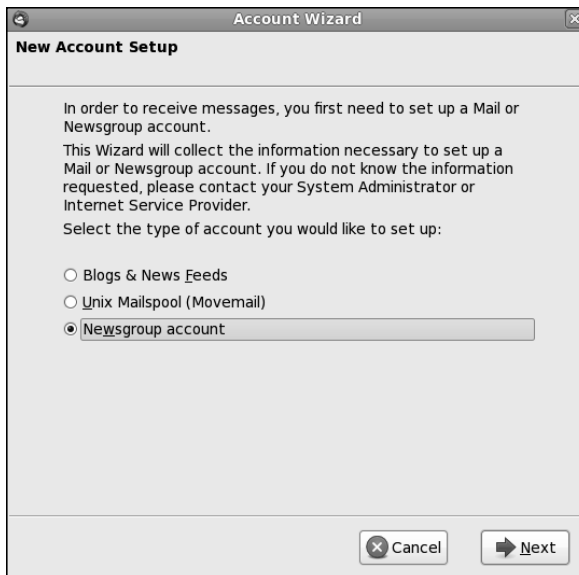 Account Wizard
New Account Setup
In order to receive messages, you first need to set up a Mail or
Newsgroup account.
This Wizard will collect the information necessary to set up a
Mail or Newsgroup account. If you do not know the information
requested, please contact your System Administrator or
Internet Service Provider.
Select the type of account you would like to set up:
Blogs & News Feeds
Unix Mailspool (Movemail)
Newsgroup account
Cancel
Next